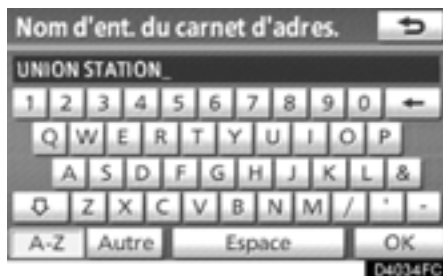 Nom d'ent. du carnet d'adres.
UNION STATION_
1 2 3 4 5 6 7 8 9 0 ←
Q W E R T Y U I O P
A S D F G H J K L &
⇩ Z X C V B N M / ' -
A-Z Autre Espace OK
D4034FC